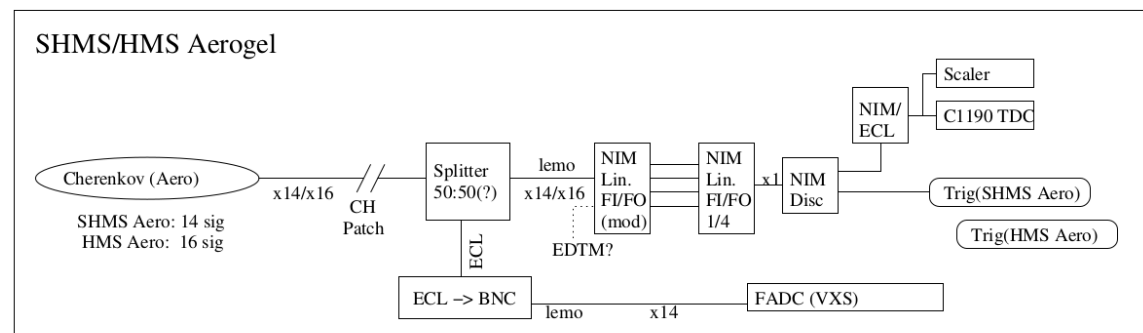 SHMS/HMS Aerogel
Scaler
C1190 TDC
NIM/
ECL
Cherenkov (Aero)
x14/x16
CH
Patch
Splitter
50:50(?)
lemo
x14/x16
NIM
Lin.
FI/FO
(mod)
NIM
Lin.
FI/FO
1/4
x1
NIM
Disc
Trig(SHMS Aero)
Trig(HMS Aero)
SHMS Aero: 14 sig
HMS Aero: 16 sig
EDTM?
ECL
ECL −> BNC
lemo
x14
FADC (VXS)